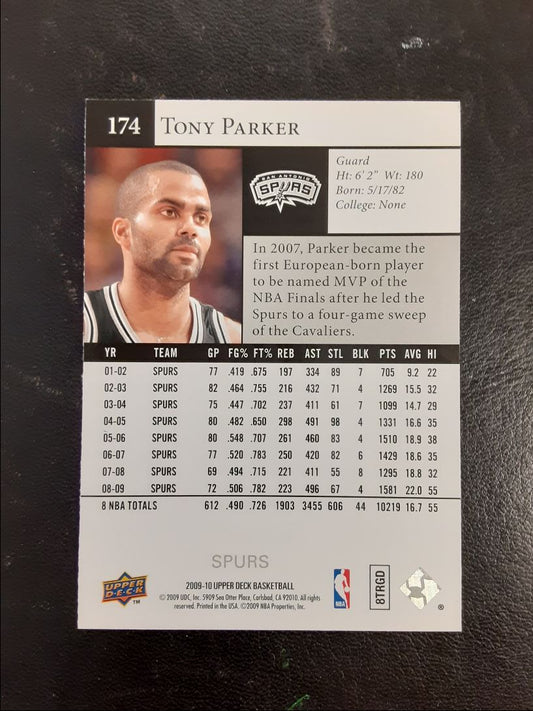 174 TONY PARKER
SAN ANTONIO
SPURS
Guard
Ht: 6' 2" Wt: 180
Born: 5/17/82
College: None
In 2007, Parker became the
first European-born player
to be named MVP of the
NBA Finals after he led the
Spurs to a four-game sweep
of the Cavaliers.
YR TEAM GP FG% FT% REB AST STL BLK PTS AVG HI
01-02 SPURS 77 .419 .675 197 334 89 7 705 9.2 22
02-03 SPURS 82 .464 .755 216 432 71 4 1269 15.5 32
03-04 SPURS 75 .447 .702 237 411 61 7 1099 14.7 29
04-05 SPURS 80 .482 .650 298 491 98 4 1331 16.6 35
05-06 SPURS 80 .548 .707 261 460 83 4 1510 18.9 38
06-07 SPURS 77 .520 .783 250 420 82 6 1429 18.6 35
07-08 SPURS 69 .494 .715 221 411 55 8 1295 18.8 32
08-09 SPURS 72 .506 .782 223 496 67 4 1581 22.0 55
8 NBA TOTALS 612 .490 .726 1903 3455 606 44 10219 16.7 55
SPURS
2009-10 UPPER DECK BASKETBALL
© 2009 UDC, Inc. 5909 Sea Otter Place, Carlsbad, CA 92010. All rights
reserved. Printed in the USA. ©2009 NBA Properties, Inc.
UPPER
DECK
™
NBA
8TRGD
®